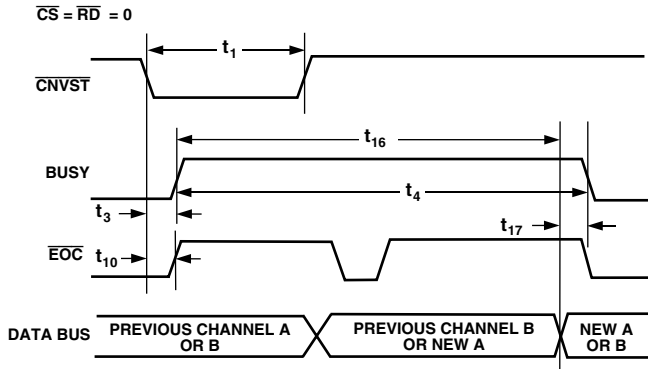 CS = RD = 0
t1
CNVST
t16
BUSY
t4
t3
t17
EOC
t10
DATA BUS
PREVIOUS CHANNEL A
OR B
PREVIOUS CHANNEL B
OR NEW A
NEW A
OR B